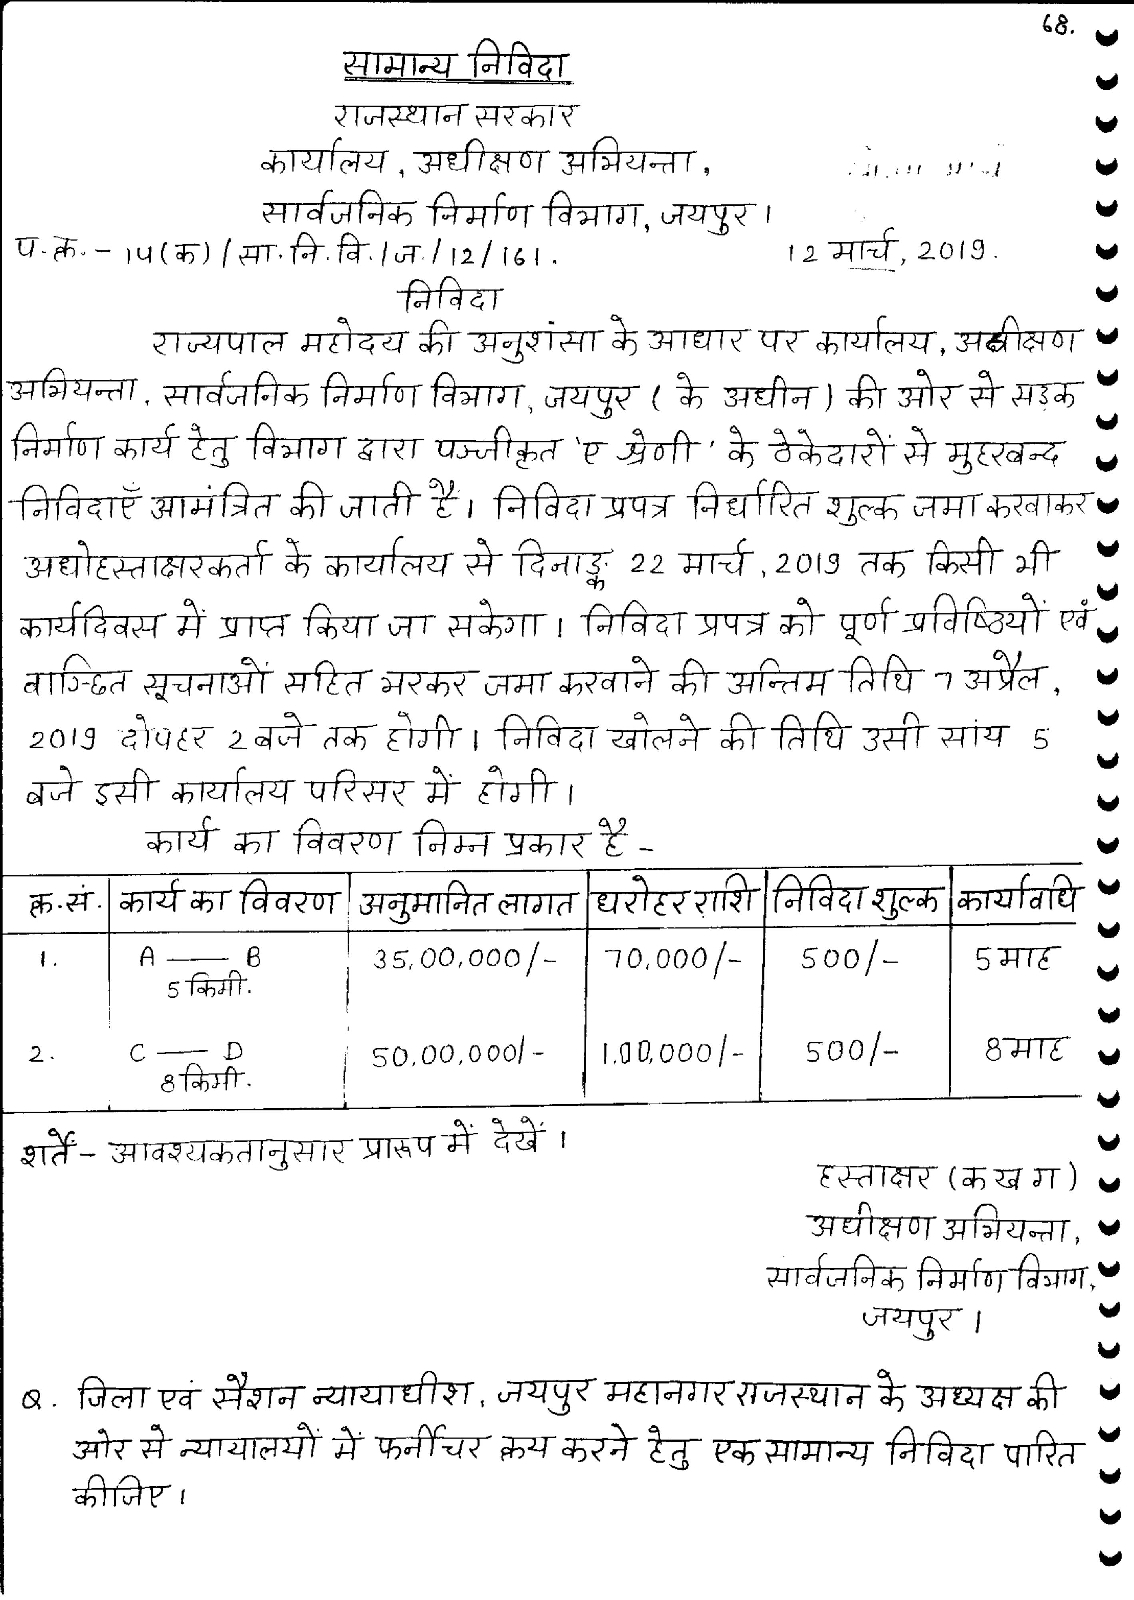 68.
सामान्य निविदा
राजस्थान सरकार
कार्यालय, अधीक्षण अभियन्ता,
सार्वजनिक निर्माण विभाग, जयपुर।
प.क्र.- 14(क)/सा.नि.वि./ज./12/161. 12 मार्च, 2019.
निविदा
राज्यपाल महोदय की अनुशंसा के आधार पर कार्यालय, अधीक्षण
अभियन्ता, सार्वजनिक निर्माण विभाग, जयपुर ( के अधीन ) की ओर से सड़क
निर्माण कार्य हेतु विभाग द्वारा पञ्जीकृत 'ए श्रेणी' के ठेकेदारों से मुहरबन्द
निविदाएँ आमंत्रित की जाती है। निविदा प्रपत्र निर्धारित शुल्क जमा करवाकर
अधोहस्ताक्षरकर्ता के कार्यालय से दिनाङ्क 22 मार्च, 2019 तक किसी भी
कार्यदिवस में प्राप्त किया जा सकेगा। निविदा प्रपत्र को पूर्ण प्रविष्ठियों एवं
वाञ्छित सूचनाओं सहित भरकर जमा करवाने की अन्तिम तिथि 7 अप्रैल,
2019 दोपहर 2 बजे तक होगी। निविदा खोलने की तिथि उसी सांय 5
बजे इसी कार्यालय परिसर में होगी।
कार्य का विवरण निम्न प्रकार है -
क्र.सं. कार्य का विवरण अनुमानित लागत धरोहर राशि निविदा शुल्क कार्यावधि
1. A —— B 35,00,000/- 70,000/- 500/- 5 माह
5 किमी.
2. C —— D 50,00,000/- 1,00,000/- 500/- 8 माह
8 किमी.
शर्तें - आवश्यकतानुसार प्रारूप में देखें।
हस्ताक्षर (क ख ग)
अधीक्षण अभियन्ता,
सार्वजनिक निर्माण विभाग,
जयपुर।
Q. जिला एवं सैशन न्यायाधीश, जयपुर महानगर राजस्थान के अध्यक्ष की
ओर से न्यायालयों में फर्नीचर क्रय करने हेतु एक सामान्य निविदा पारित
कीजिए।